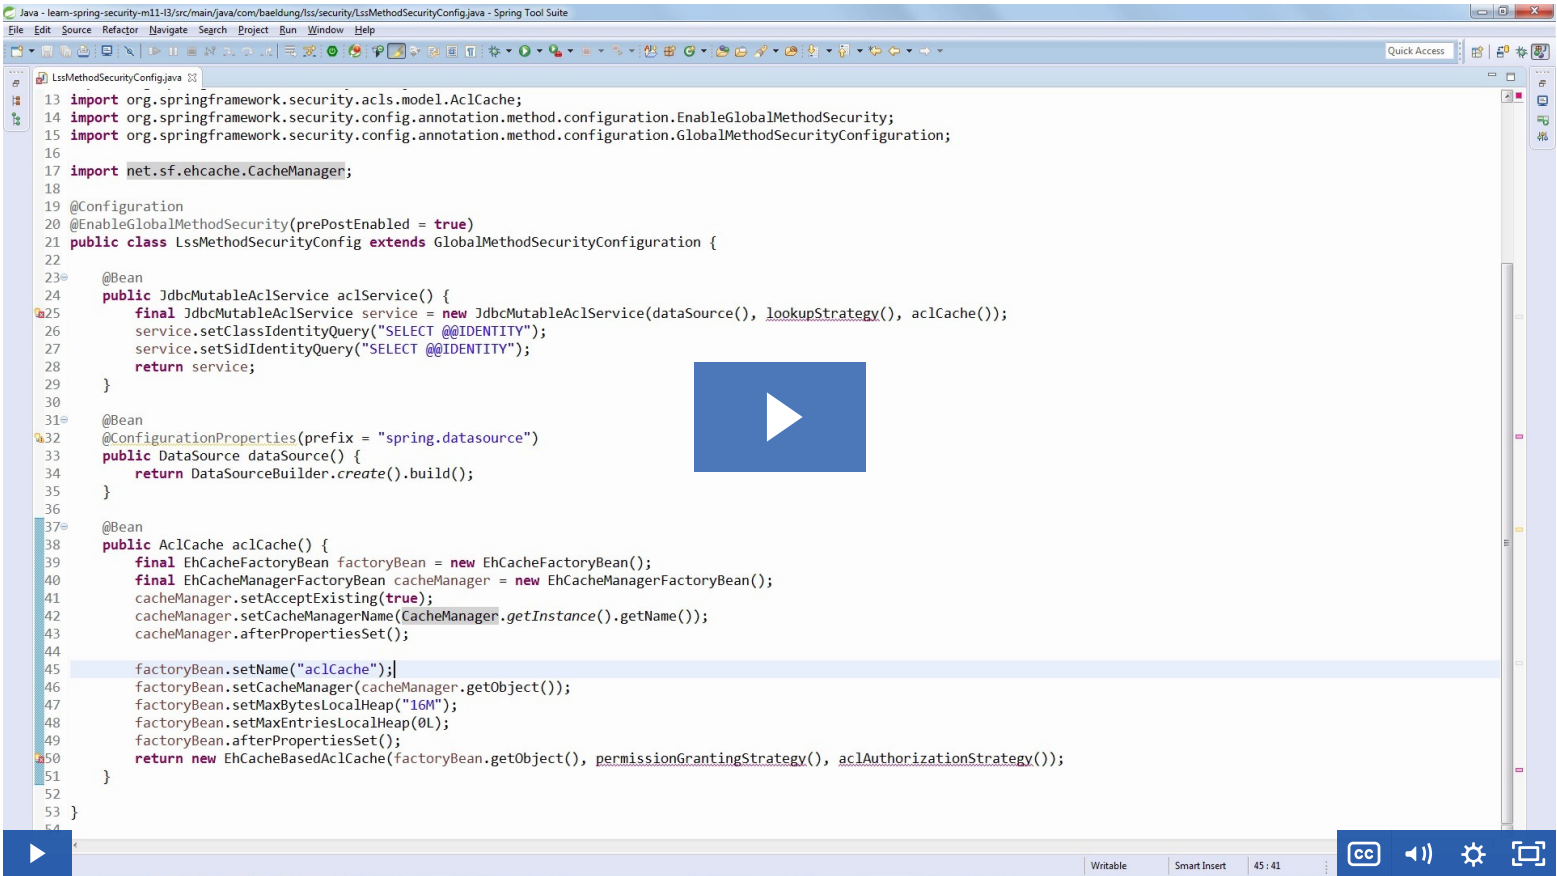 Java - learn-spring-security-m11-l3/src/main/java/com/baeldung/lss/security/LssMethodSecurityConfig.java - Spring Tool Suite
File Edit Source Refactor Navigate Search Project Run Window Help
Quick Access
LssMethodSecurityConfig.java
13 import org.springframework.security.acls.model.AclCache;
14 import org.springframework.security.config.annotation.method.configuration.EnableGlobalMethodSecurity;
15 import org.springframework.security.config.annotation.method.configuration.GlobalMethodSecurityConfiguration;
16
17 import net.sf.ehcache.CacheManager;
18
19 @Configuration
20 @EnableGlobalMethodSecurity(prePostEnabled = true)
21 public class LssMethodSecurityConfig extends GlobalMethodSecurityConfiguration {
22
23 @Bean
24 public JdbcMutableAclService aclService() {
25 final JdbcMutableAclService service = new JdbcMutableAclService(dataSource(), lookupStrategy(), aclCache());
26 service.setClassIdentityQuery("SELECT @@IDENTITY");
27 service.setSidIdentityQuery("SELECT @@IDENTITY");
28 return service;
29 }
30
31 @Bean
32 @ConfigurationProperties(prefix = "spring.datasource")
33 public DataSource dataSource() {
34 return DataSourceBuilder.create().build();
35 }
36
37 @Bean
38 public AclCache aclCache() {
39 final EhCacheFactoryBean factoryBean = new EhCacheFactoryBean();
40 final EhCacheManagerFactoryBean cacheManager = new EhCacheManagerFactoryBean();
41 cacheManager.setAcceptExisting(true);
42 cacheManager.setCacheManagerName(CacheManager.getInstance().getName());
43 cacheManager.afterPropertiesSet();
44
45 factoryBean.setName("aclCache");
46 factoryBean.setCacheManager(cacheManager.getObject());
47 factoryBean.setMaxBytesLocalHeap("16M");
48 factoryBean.setMaxEntriesLocalHeap(0L);
49 factoryBean.afterPropertiesSet();
50 return new EhCacheBasedAclCache(factoryBean.getObject(), permissionGrantingStrategy(), aclAuthorizationStrategy());
51 }
52
53 }
54
CC
Writable Smart Insert 45 : 41